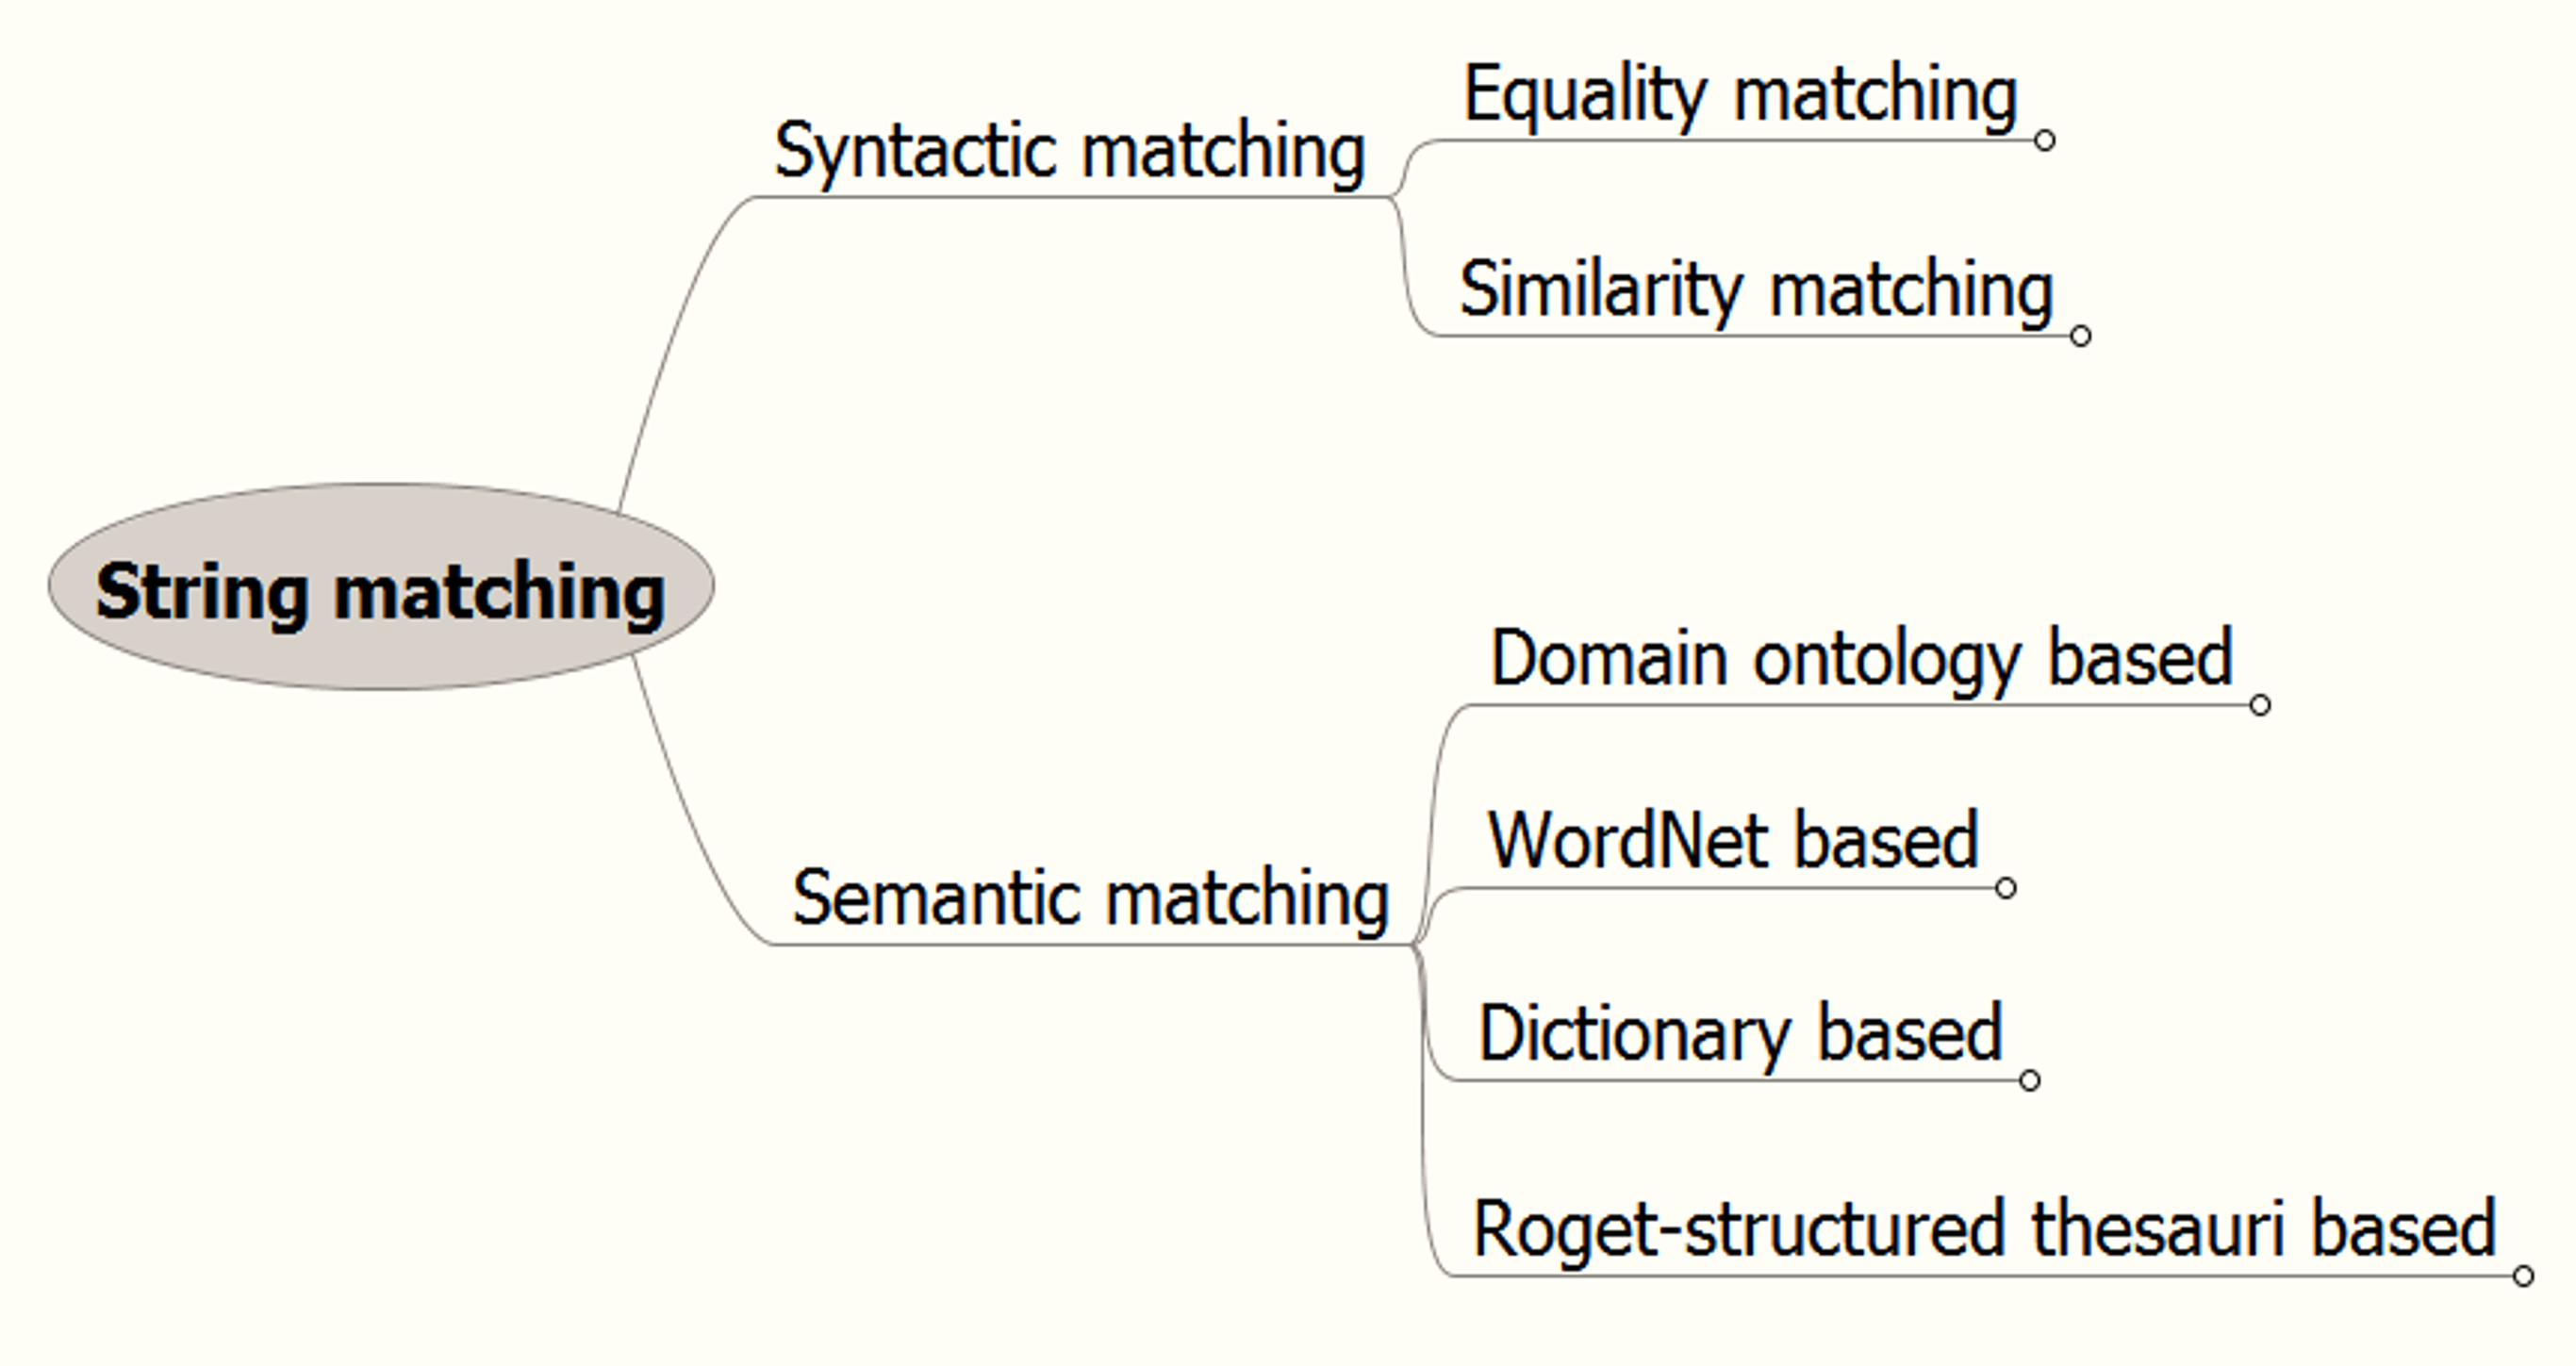 String matching
Syntactic matching
Equality matching
Similarity matching
Semantic matching
Domain ontology based
WordNet based
Dictionary based
Roget-structured thesauri based